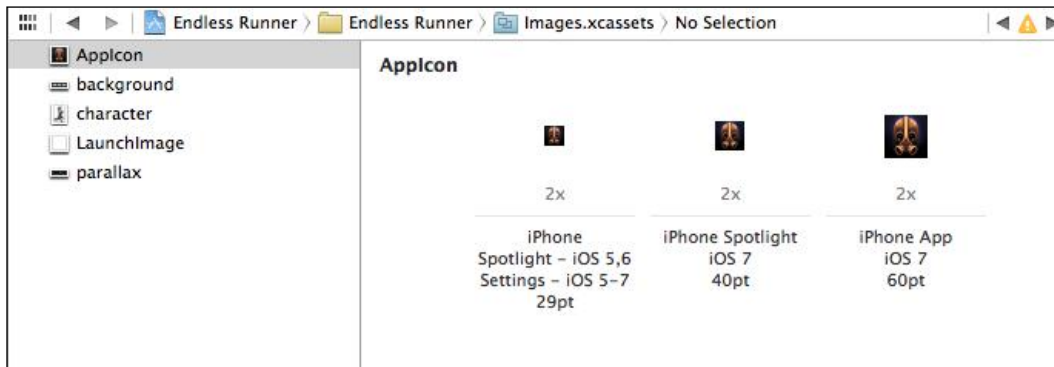 Endless Runner Endless Runner Images.xcassets No Selection
AppIcon
background
character
LaunchImage
parallax
AppIcon
2x 2x 2x
iPhone
Spotlight – iOS 5,6
Settings – iOS 5–7
29pt
iPhone Spotlight
iOS 7
40pt
iPhone App
iOS 7
60pt